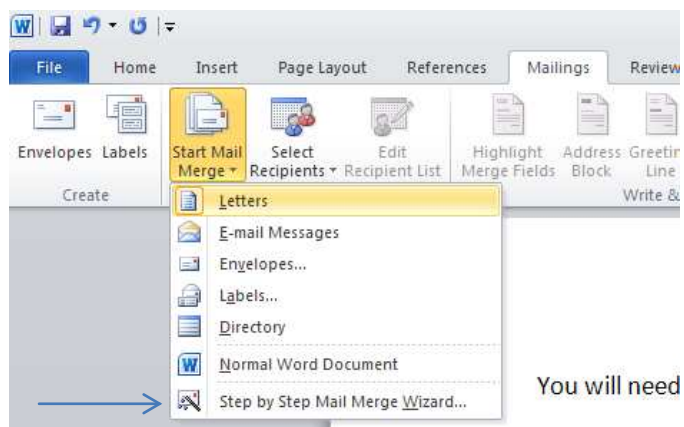 File Home Insert Page Layout References Mailings Review
Envelopes Labels Start Mail Merge Select Recipients Edit Recipient List Highlight Merge Fields Address Block Greetin Line
Create Write &
Letters
E-mail Messages
Envelopes...
Labels...
Directory
Normal Word Document
Step by Step Mail Merge Wizard...
You will need